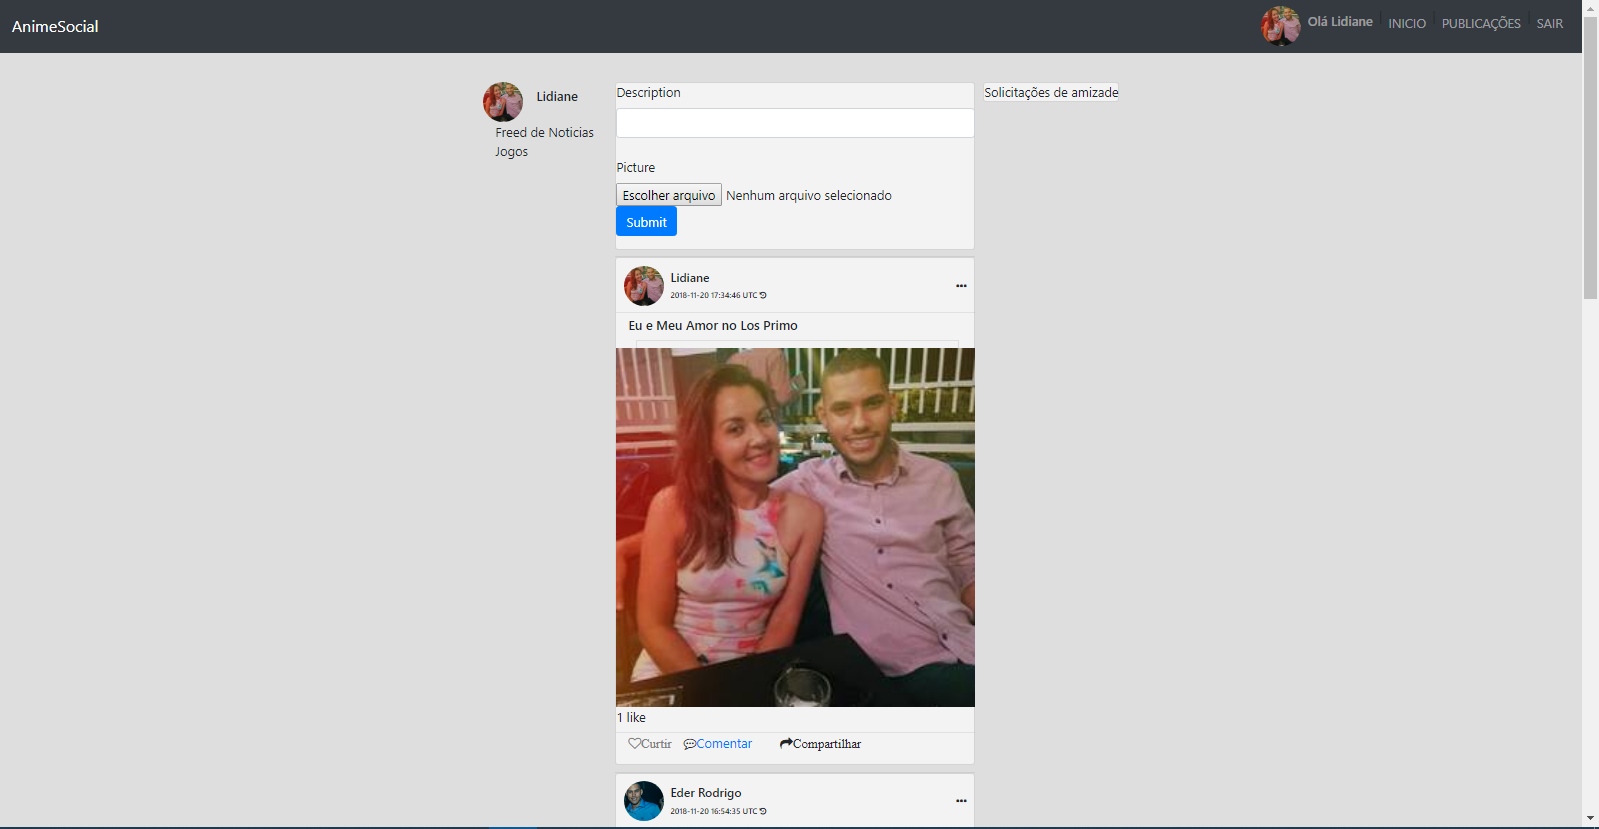 AnimeSocial
Olá Lidiane
INICIO
PUBLICAÇÕES
SAIR
Lidiane
Freed de Noticias
Jogos
Description
Picture
Escolher arquivo Nenhum arquivo selecionado
Submit
Solicitações de amizade
Lidiane
2018-11-20 17:34:46 UTC
Eu e Meu Amor no Los Primo
1 like
Curtir
Comentar
Compartilhar
Eder Rodrigo
2018-11-20 16:54:35 UTC